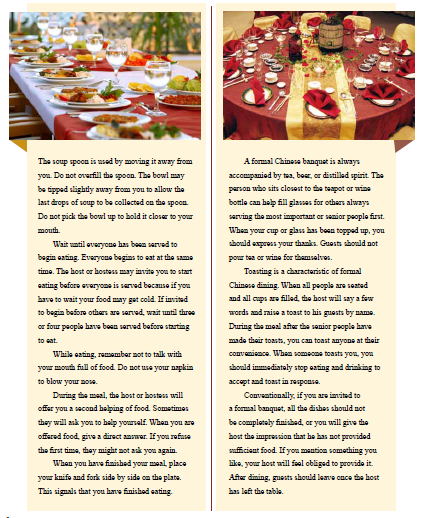 The soup spoon is used by moving it away from
you. Do not overfill the spoon. The bowl may
be tipped slightly away from you to allow the
last drops of soup to be collected on the spoon.
Do not pick the bowl up to hold it closer to your
mouth.
Wait until everyone has been served to
begin eating. Everyone begins to eat at the same
time. The host or hostess may invite you to start
eating before everyone is served because if you
have to wait your food may get cold. If invited
to begin before others are served, wait until three
or four people have been served before starting
to eat.
While eating, remember not to talk with
your mouth full of food. Do not use your napkin
to blow your nose.
During the meal, the host or hostess will
offer you a second helping of food. Sometimes
they will ask you to help yourself. When you are
offered food, give a direct answer. If you refuse
the first time, they might not ask you again.
When you have finished your meal, place
your knife and fork side by side on the plate.
This signals that you have finished eating.
A formal Chinese banquet is always
accompanied by tea, beer, or distilled spirit. The
person who sits closest to the teapot or wine
bottle can help fill glasses for others always
serving the most important or senior people first.
When your cup or glass has been topped up, you
should express your thanks. Guests should not
pour tea or wine for themselves.
Toasting is a characteristic of formal
Chinese dining. When all people are seated
and all cups are filled, the host will say a few
words and raise a toast to his guests by name.
During the meal after the senior people have
made their toasts, you can toast anyone at their
convenience. When someone toasts you, you
should immediately stop eating and drinking to
accept and toast in response.
Conventionally, if you are invited to
a formal banquet, all the dishes should not
be completely finished, or you will give the
host the impression that he has not provided
sufficient food. If you mention something you
like, your host will feel obliged to provide it.
After dining, guests should leave once the host
has left the table.